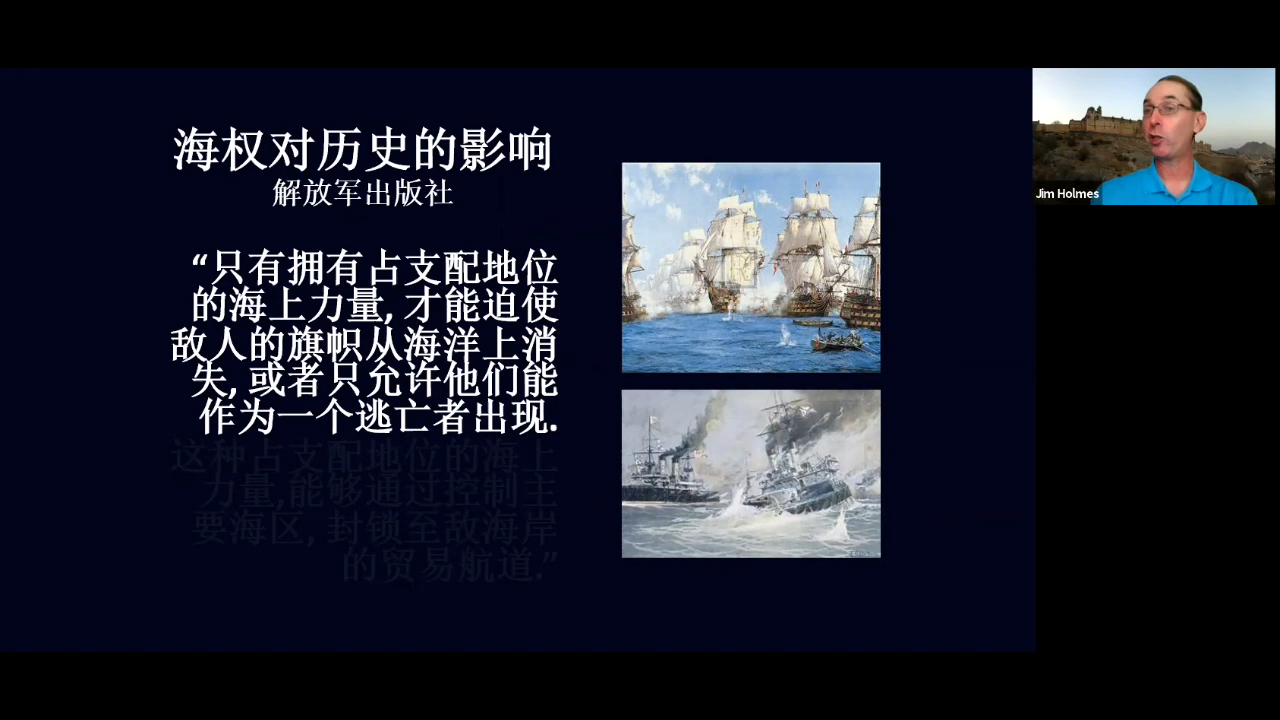 海权对历史的影响
解放军出版社
“只有拥有占支配地位
的海上力量, 才能迫使
敌人的旗帜从海洋上消
失, 或者只允许他们能
作为一个逃亡者出现.
这种占支配地位的海上
力量,能够通过控制主
要海区, 封锁至敌海岸
的贸易航道.”
Jim Holmes